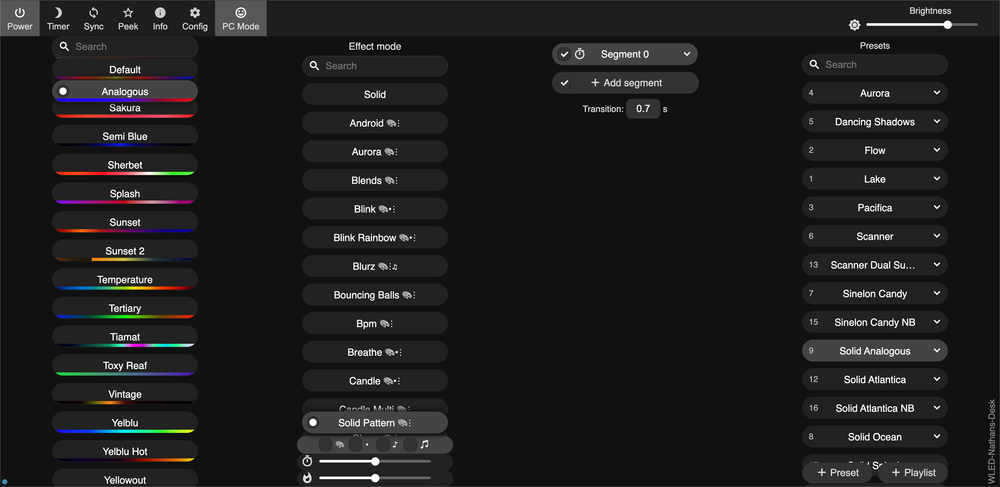 Power
Timer
Sync
Peek
Info
Config
PC Mode
Brightness
Search
Default
Analogous
Sakura
Semi Blue
Sherbet
Splash
Sunset
Sunset 2
Temperature
Tertiary
Tiamat
Toxy Reaf
Vintage
Yelblu
Yelblu Hot
Yellowout
Effect mode
Search
Solid
Android
Aurora
Blends
Blink
Blink Rainbow
Blurz
Bouncing Balls
Bpm
Breathe
Candle
Candle Multi
Solid Pattern
Segment 0
+ Add segment
Transition: 0.7 s
Presets
Search
4 Aurora
5 Dancing Shadows
2 Flow
1 Lake
3 Pacifica
6 Scanner
13 Scanner Dual Su...
7 Sinelon Candy
15 Sinelon Candy NB
9 Solid Analogous
12 Solid Atlantica
16 Solid Atlantica NB
8 Solid Ocean
+ Preset
+ Playlist
WLED-Nathans-Desk